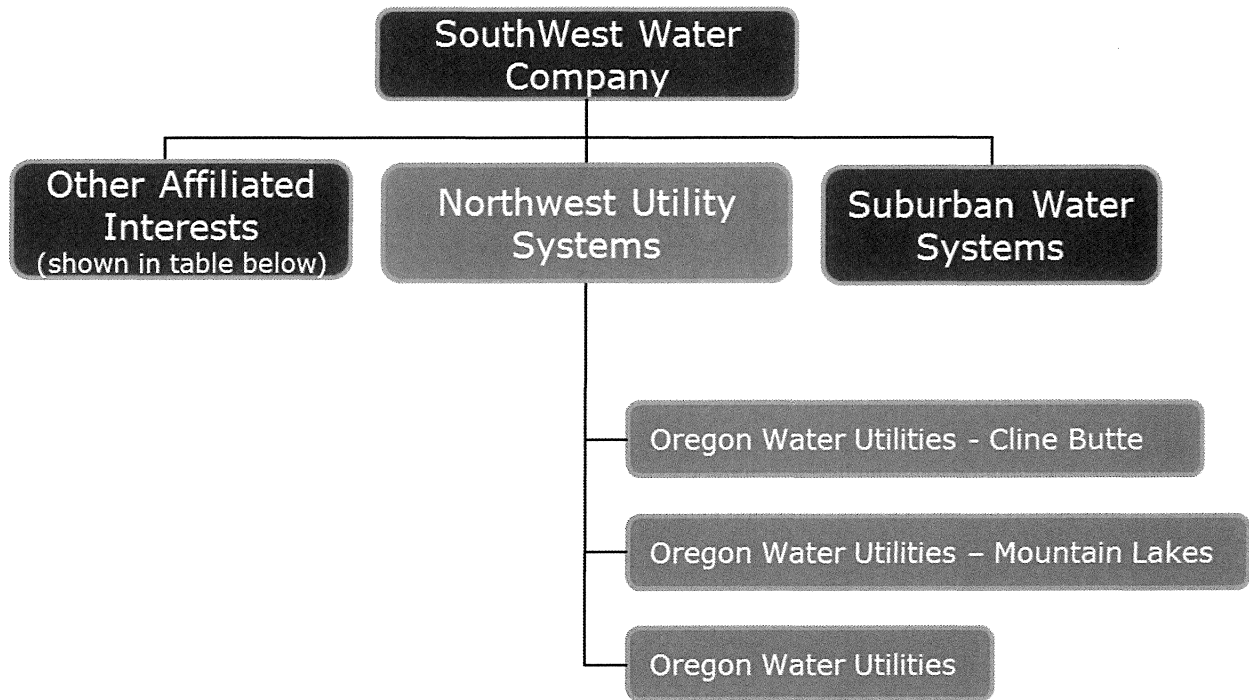 SouthWest Water
Company
Other Affiliated
Interests
(shown in table below)
Northwest Utility
Systems
Suburban Water
Systems
Oregon Water Utilities - Cline Butte
Oregon Water Utilities – Mountain Lakes
Oregon Water Utilities